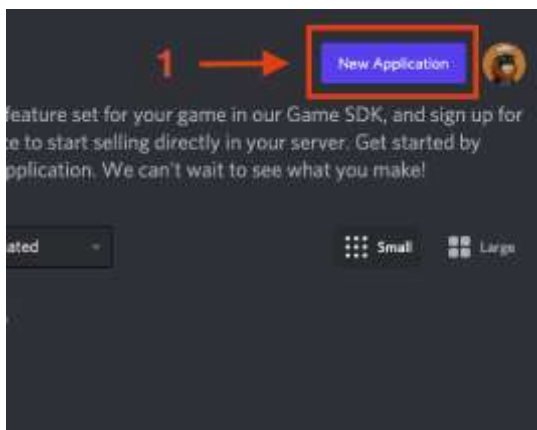 1
New Application
feature set for your game in our Game SDK, and sign up for
ce to start selling directly in your server. Get started by
pplication. We can't wait to see what you make!
ated
Small
Large